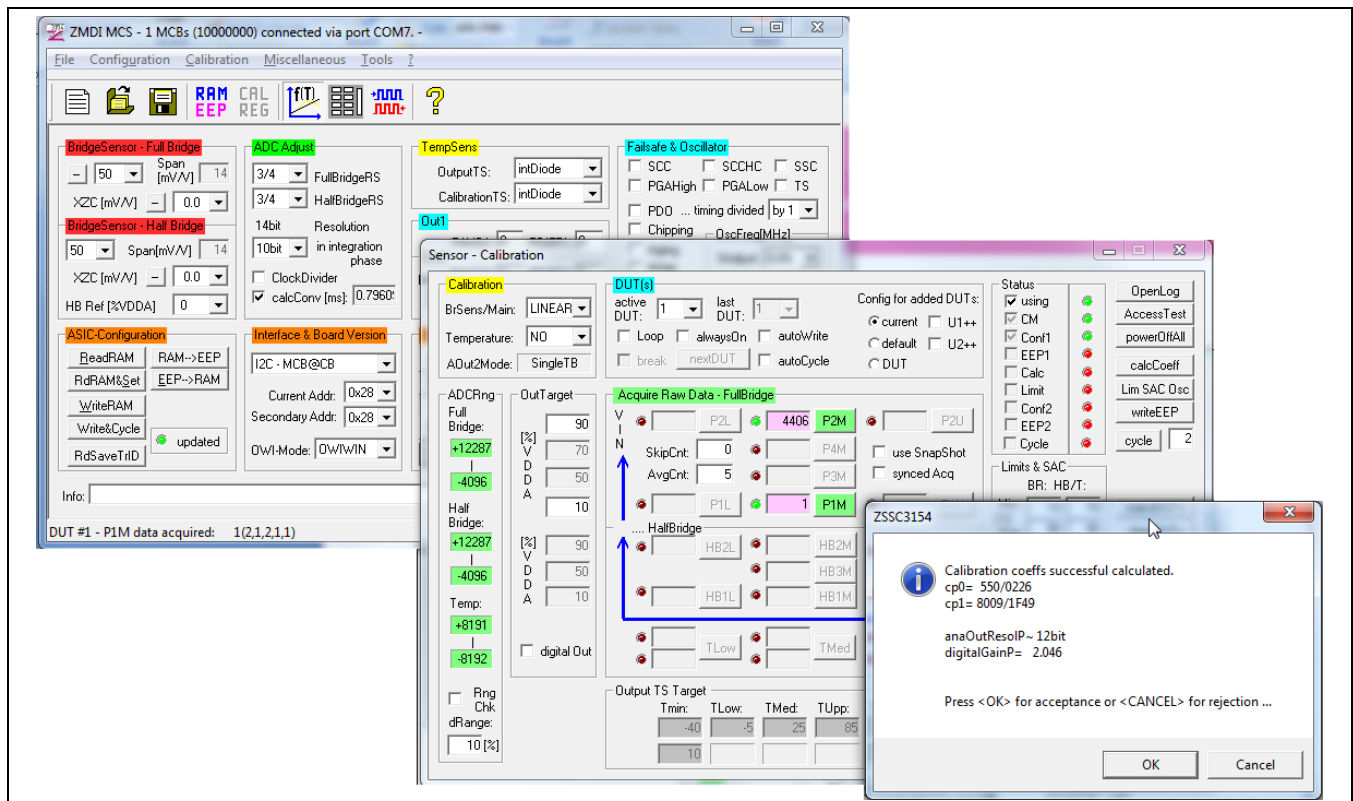 ZMDI MCS - 1 MCBs (10000000) connected via port COM7. -
File Configuration Calibration Miscellaneous Tools ?
RAM EEP CAL REG f(T) ?
BridgeSensor - Full Bridge
- 50 Span [mV/V] 14
XZC [mV/V] - 0.0
BridgeSensor - Half Bridge
50 Span[mV/V] 14
XZC [mV/V] - 0.0
HB Ref [%VDDA] 0
ADC Adjust
3/4 FullBridgeRS
3/4 HalfBridgeRS
14bit Resolution
10bit in integration phase
ClockDivider
calcConv [ms]: 0.7960
TempSens
OutputTS: intDiode
CalibrationTS: intDiode
Out1
Failsafe & Oscillator
SCC SCCHC SSC
PGAHigh PGALow TS
PDO ... timing divided by 1
Chipping OscFreq[MHz]
ASIC-Configuration
ReadRAM RAM-->EEP
RdRAM&Set EEP-->RAM
WriteRAM
Write&Cycle updated
RdSaveTrID
Interface & Board Version
I2C - MCB@CB
Current Addr: 0x28
Secondary Addr: 0x28
OWI-Mode: OWIWIN
Info:
DUT #1 - P1M data acquired: 1(2,1,2,1,1)
Sensor - Calibration
Calibration
BrSens/Main: LINEAR
Temperature: NO
AOut2Mode: SingleTB
DUT(s)
active DUT: 1 last DUT: 1 Config for added DUTs:
current U1++
Loop alwaysOn autoWrite default U2++
break nextDUT autoCycle DUT
Status
using
CM
Conf1
EEP1
Calc
Limit
Conf2
EEP2
Cycle
OpenLog
AccessTest
powerOffAll
calcCoeff
Lim SAC Osc
writeEEP
cycle 2
ADCRng
Full Bridge:
+12287
|
-4096
Half Bridge:
+12287
|
-4096
Temp:
+8191
|
-8192
Rng Chk
dRange:
10 [%]
OutTarget
[%] VDDA
90
70
50
10
[%] VDDA
90
50
10
digital Out
Acquire Raw Data - FullBridge
VIN
P2L 4406 P2M P2U
SkipCnt: 0 P4M use SnapShot
AvgCnt: 5 P3M synced Acq
P1L 1 P1M
.... HalfBridge
HB2L HB2M
HB3M
HB1L HB1M
TLow TMed
Output TS Target
Tmin: TLow: TMed: TUpp:
-40 -5 25 85
10
Limits & SAC
BR: HB/T:
ZSSC3154
Calibration coeffs successful calculated.
cp0= 550/0226
cp1= 8009/1F49
anaOutResolP~ 12bit
digitalGainP= 2.046
Press <OK> for acceptance or <CANCEL> for rejection ...
OK Cancel